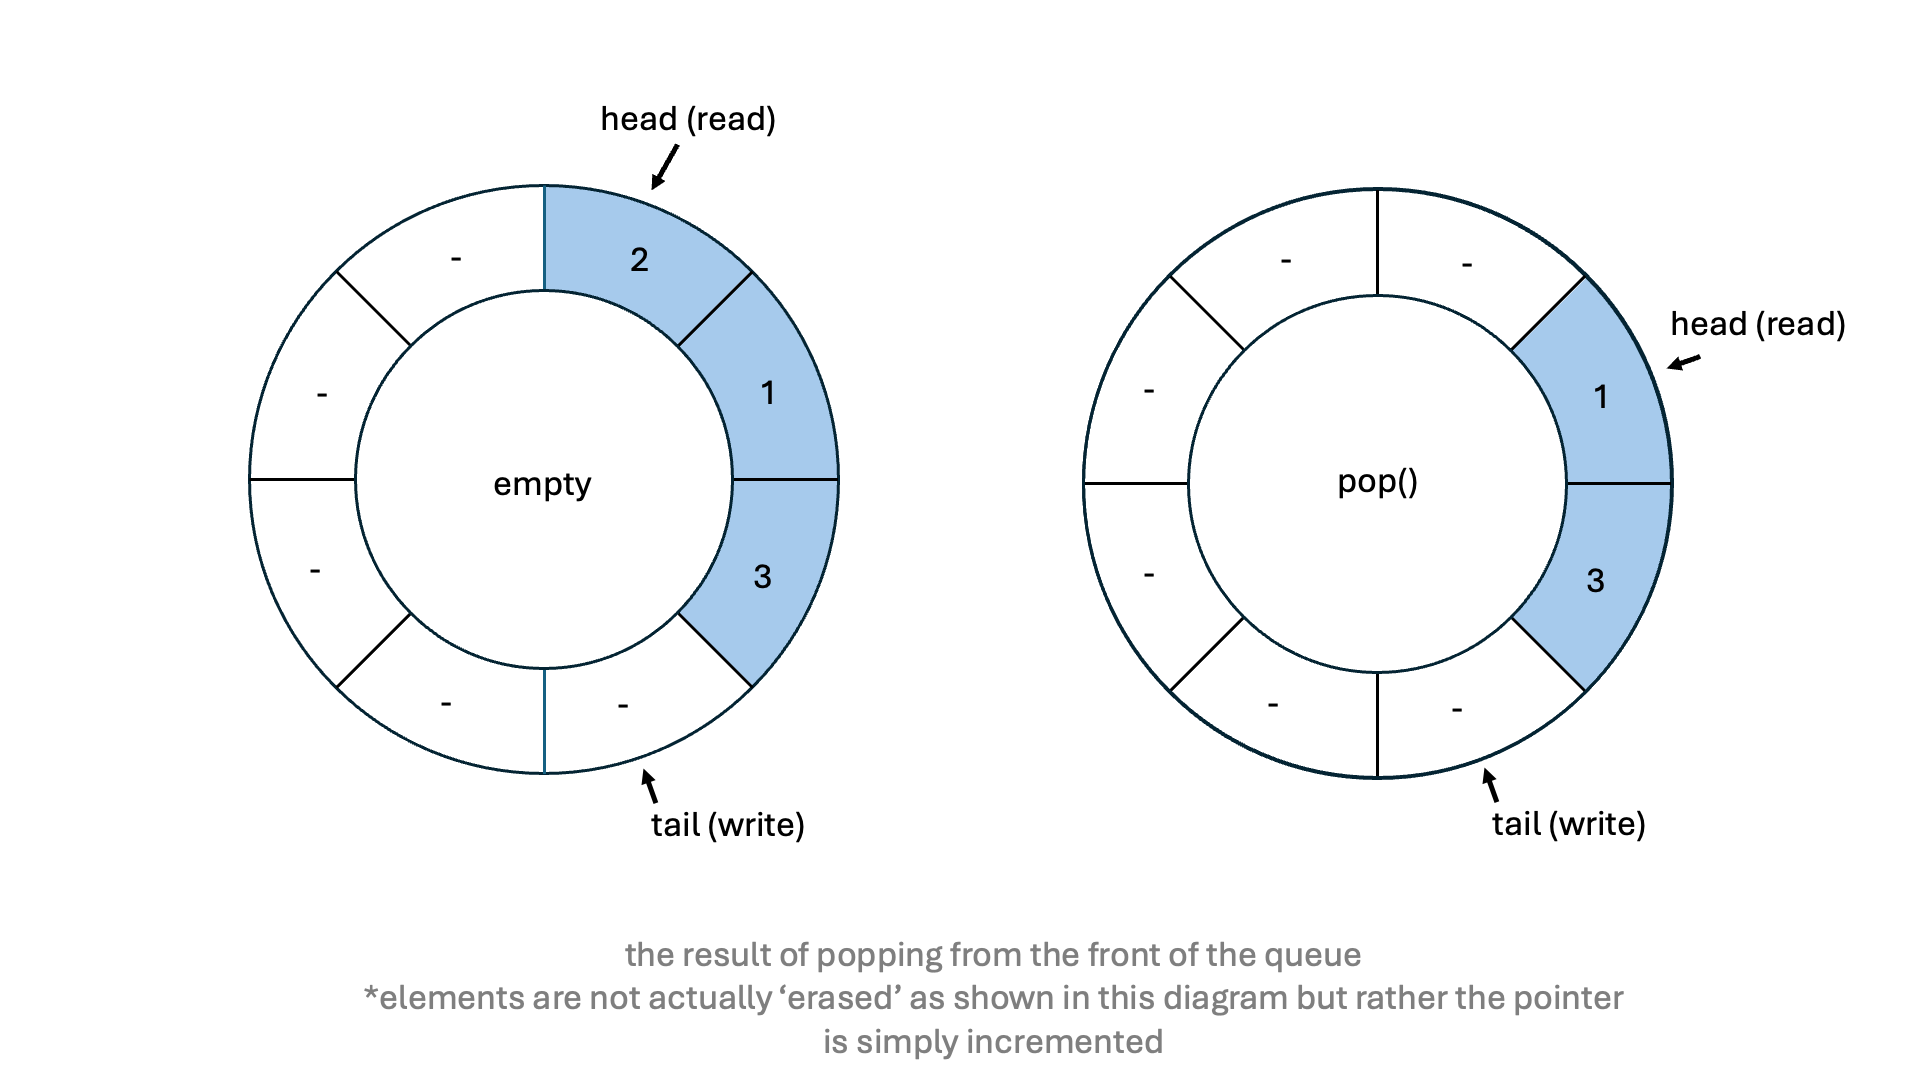 head (read)
-
2
-
1
empty
-
3
-
-
tail (write)
-
-
head (read)
-
1
pop()
-
3
-
-
tail (write)
the result of popping from the front of the queue
*elements are not actually ‘erased’ as shown in this diagram but rather the pointer
is simply incremented